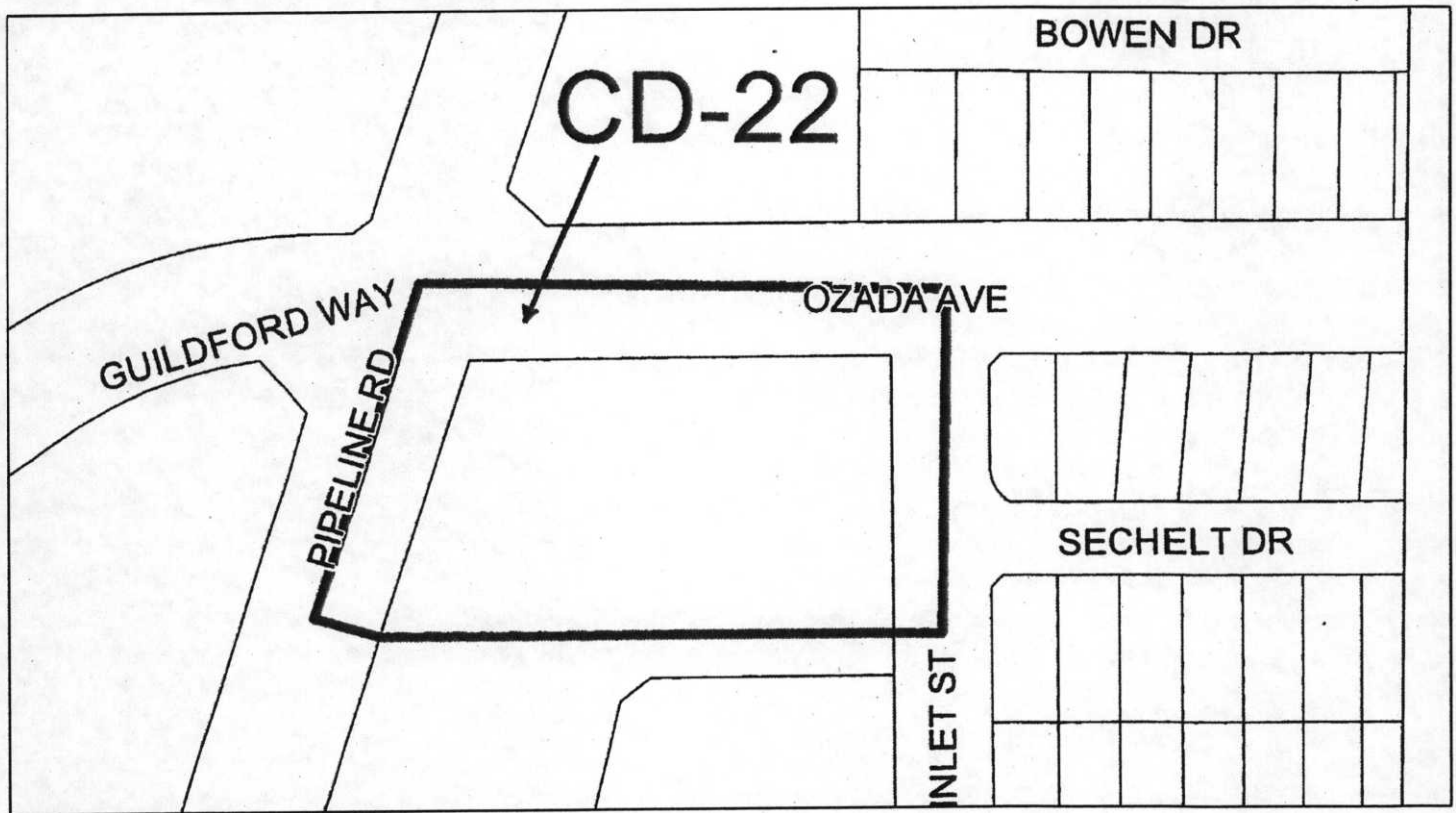 BOWEN DR
CD-22
OZADA AVE
GUILDFORD WAY
PIPELINE RD
SECHELT DR
INLET ST